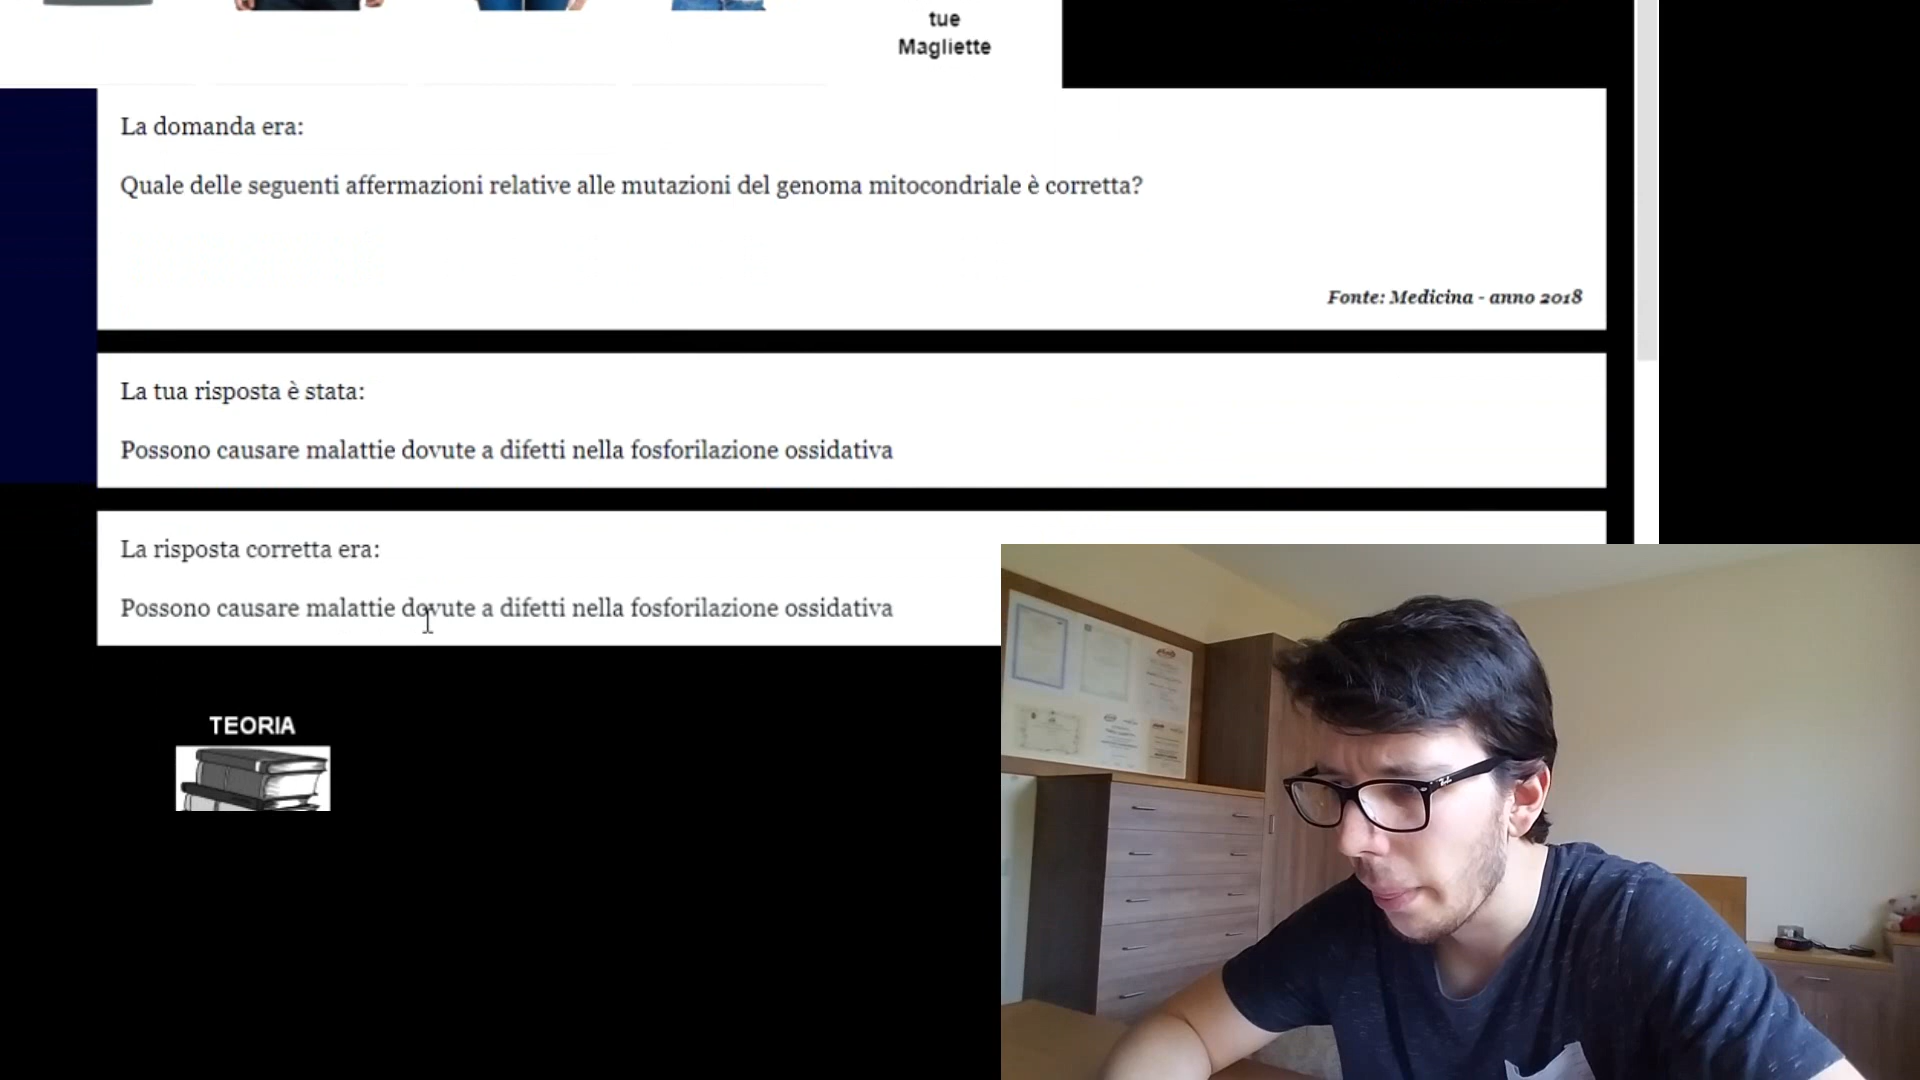 tue
Magliette
La domanda era:
Quale delle seguenti affermazioni relative alle mutazioni del genoma mitocondriale è corretta?
Fonte: Medicina - anno 2018
La tua risposta è stata:
Possono causare malattie dovute a difetti nella fosforilazione ossidativa
La risposta corretta era:
Possono causare malattie dovute a difetti nella fosforilazione ossidativa
TEORIA